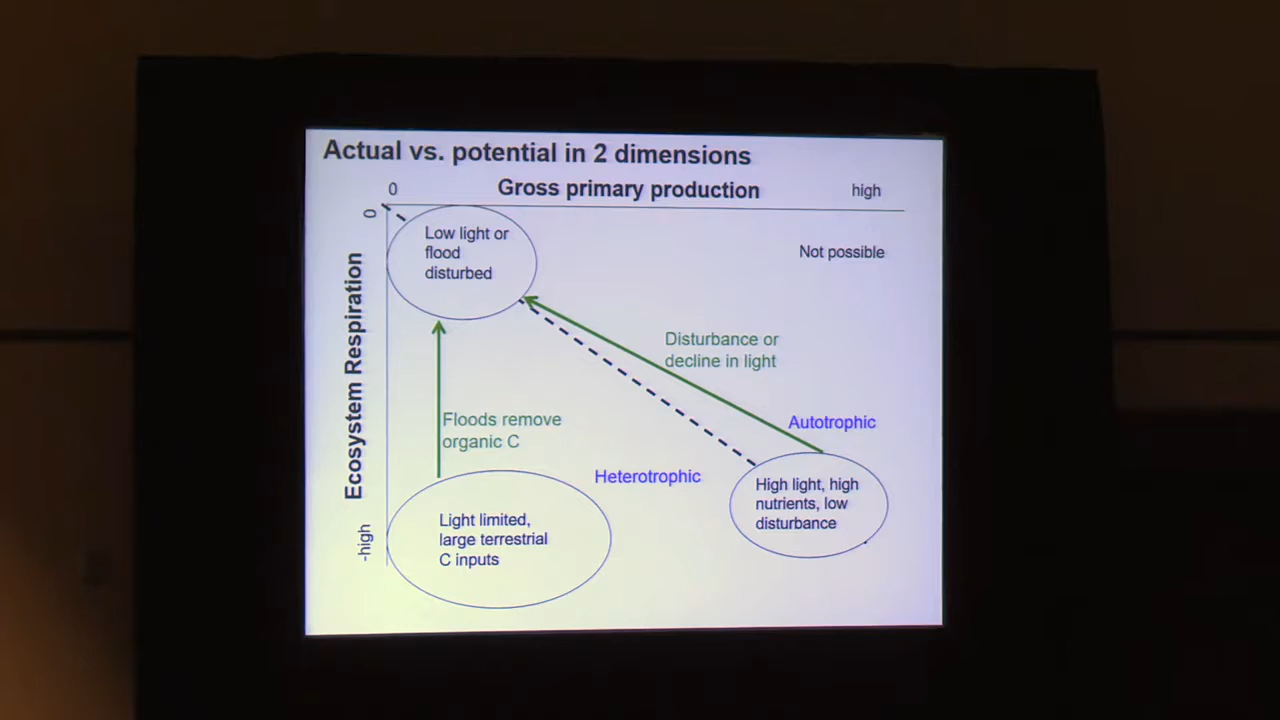 Actual vs. potential in 2 dimensions
0
Gross primary production
high
0
Ecosystem Respiration
-high
Low light or
flood
disturbed
Not possible
Disturbance or
decline in light
Floods remove
organic C
Autotrophic
Heterotrophic
High light, high
nutrients, low
disturbance
Light limited,
large terrestrial
C inputs